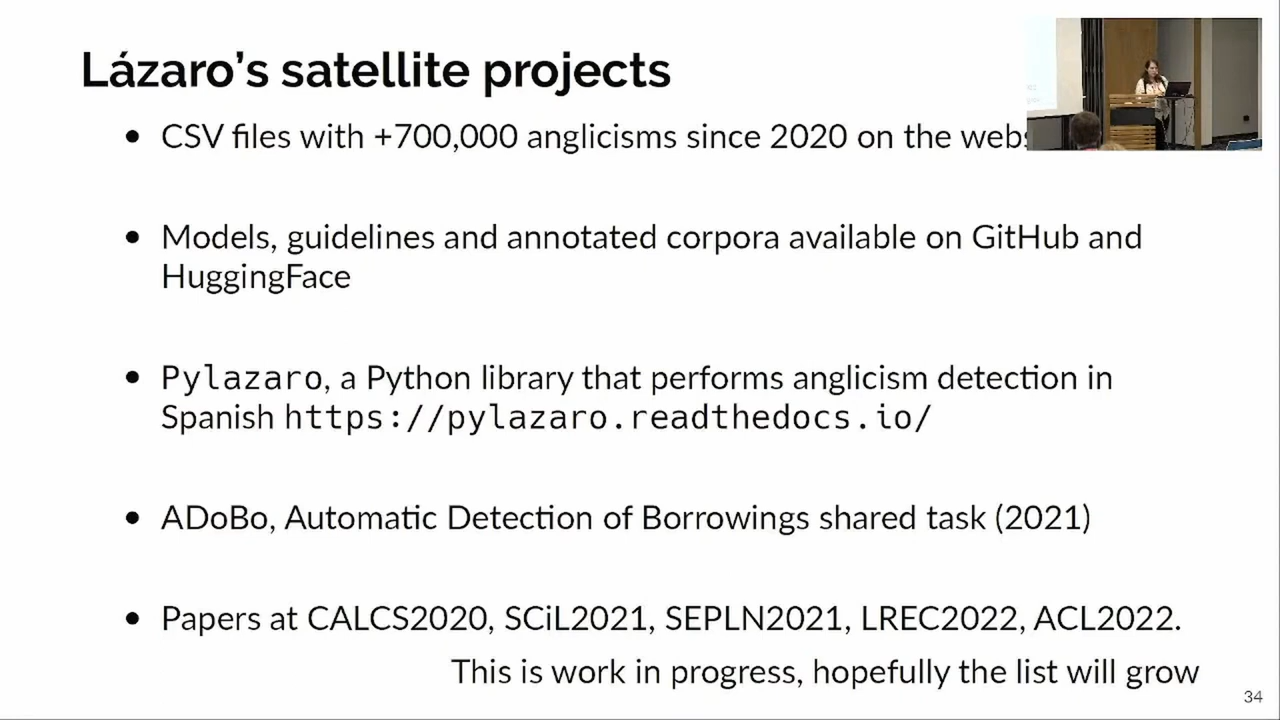 Lázaro’s satellite projects
• CSV files with +700,000 anglicisms since 2020 on the
• Models, guidelines and annotated corpora available on GitHub and
HuggingFace
• Pylazaro, a Python library that performs anglicism detection in
Spanish https://pylazaro.readthedocs.io/
• ADoBo, Automatic Detection of Borrowings shared task (2021)
• Papers at CALCS2020, SCiL2021, SEPLN2021, LREC2022, ACL2022.
This is work in progress, hopefully the list will grow
34